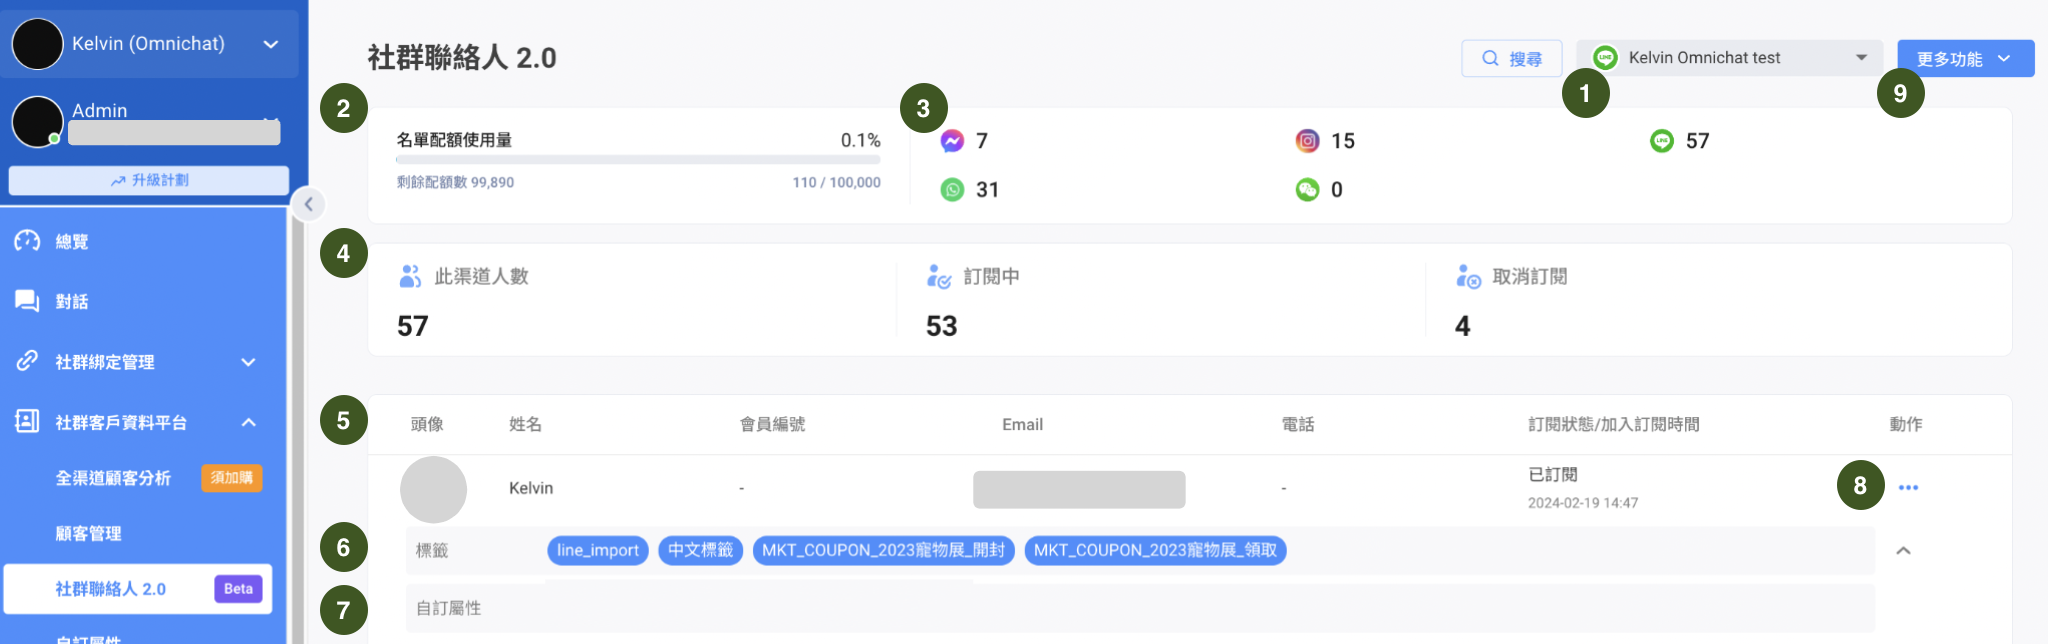 Kelvin (Omnichat)
Admin
升級計劃
總覽
對話
社群綁定管理
社群客戶資料平台
全渠道顧客分析 須加購
顧客管理
社群聯絡人 2.0 Beta
自訂屬性
社群聯絡人 2.0
搜尋
LINE Kelvin Omnichat test
更多功能
1
9
2
名單配額使用量 0.1%
剩餘配額數 99,890 110 / 100,000
3
7 15 LINE 57
31 0
4
此渠道人數 訂閱中 取消訂閱
57 53 4
5
頭像 姓名 會員編號 Email 電話 訂閱狀態/加入訂閱時間 動作
Kelvin - - 已訂閱
2024-02-19 14:47
8
6
標籤 line_import 中文標籤 MKT_COUPON_2023寵物展_開封 MKT_COUPON_2023寵物展_領取
7
自訂屬性